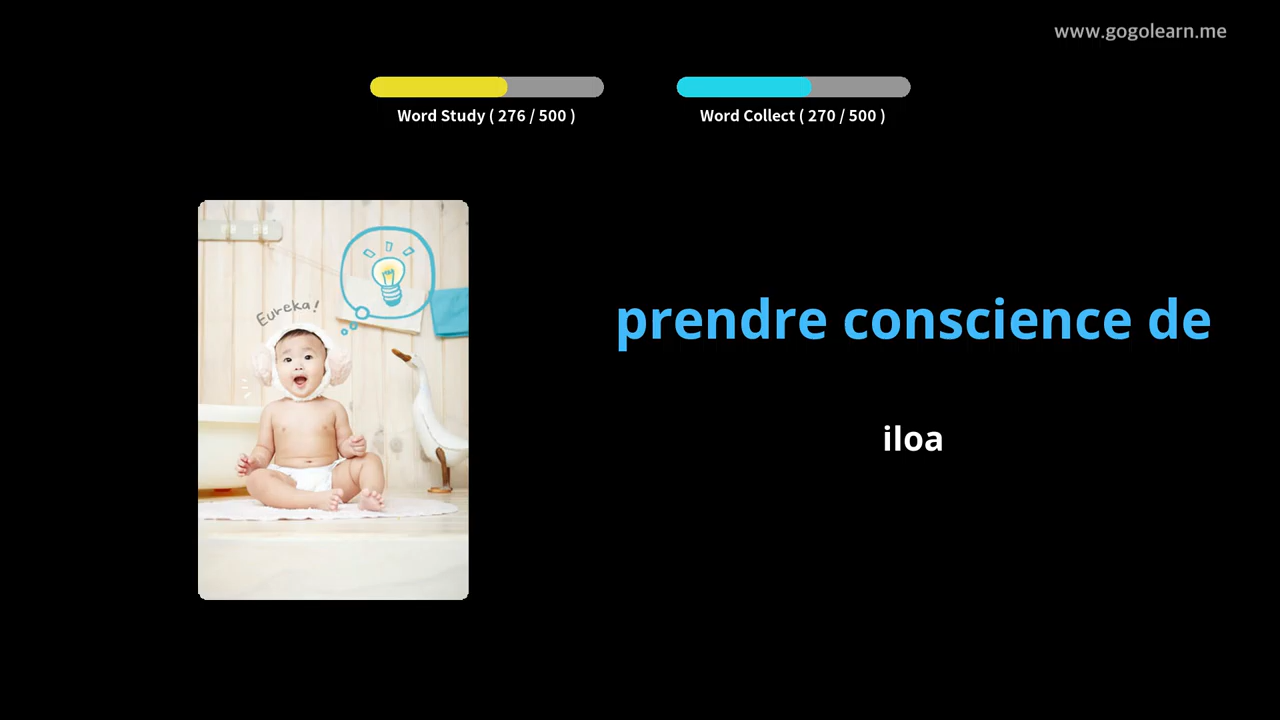 www.gogolearn.me
Word Study ( 276 / 500 )
Word Collect ( 270 / 500 )
Eureka!
prendre conscience de
iloa